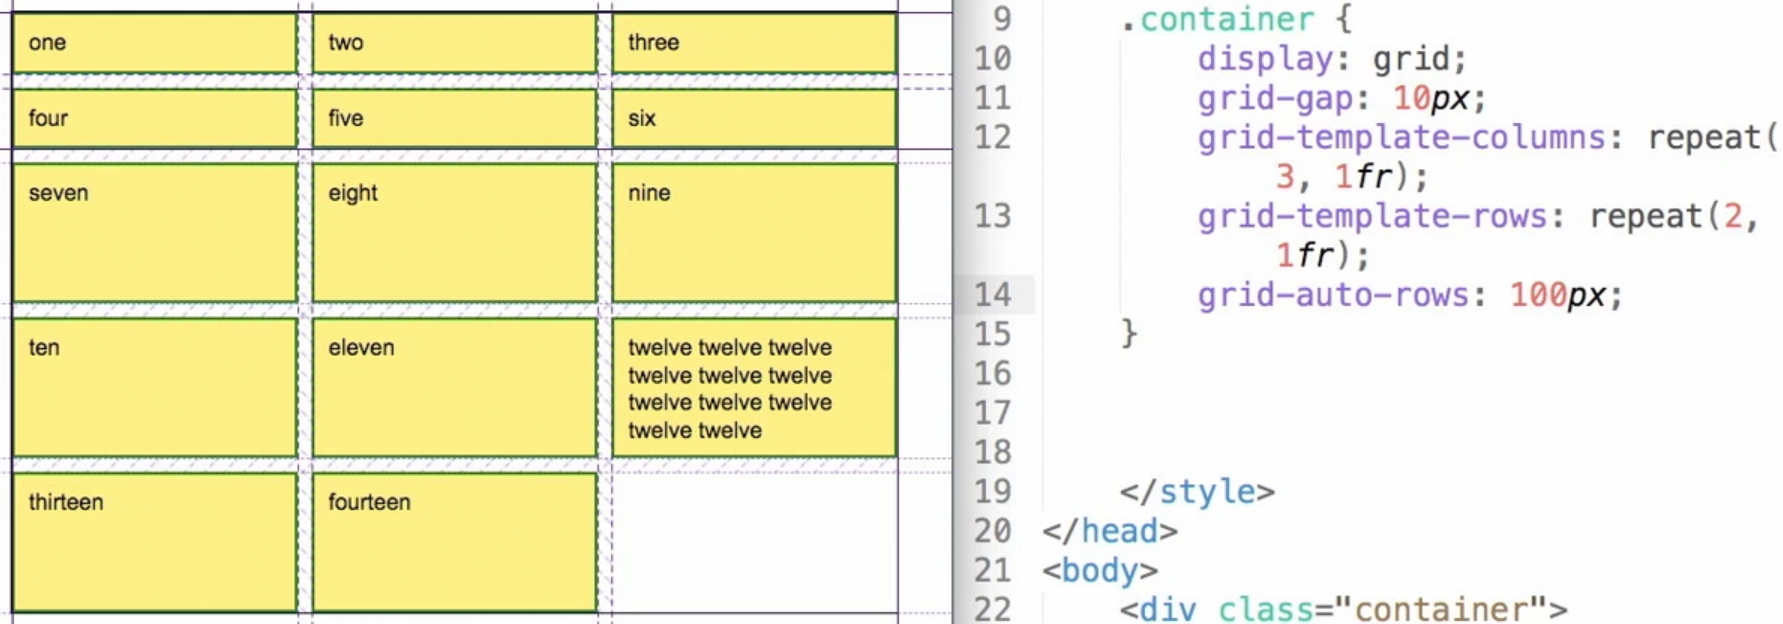 one two three
four five six
seven eight nine
ten eleven twelve twelve twelve
twelve twelve twelve
twelve twelve twelve
twelve twelve
thirteen fourteen
9 .container {
10 display: grid;
11 grid-gap: 10px;
12 grid-template-columns: repeat(
3, 1fr);
13 grid-template-rows: repeat(2,
1fr);
14 grid-auto-rows: 100px;
15 }
16
17
18
19 </style>
20 </head>
21 <body>
22 <div class="container">